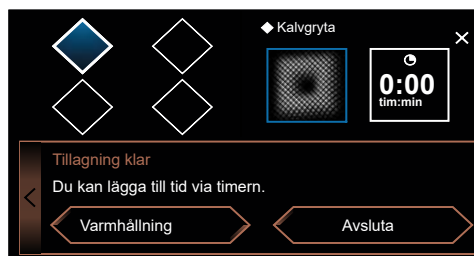 Kalvgryta
0:00
tim:min
Tillagning klar
Du kan lägga till tid via timern.
Varmhållning
Avsluta